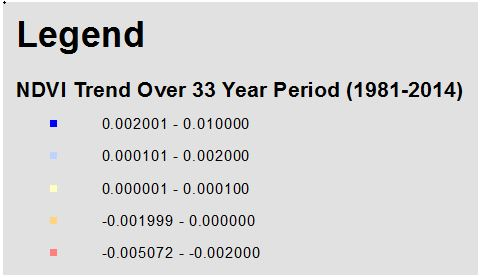 Legend
NDVI Trend Over 33 Year Period (1981-2014)
0.002001 - 0.010000
0.000101 - 0.002000
0.000001 - 0.000100
-0.001999 - 0.000000
-0.005072 - -0.002000